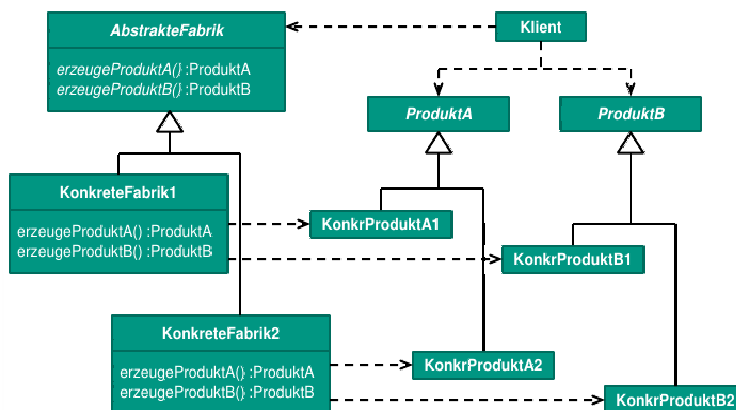 AbstrakteFabrik
erzeugeProduktA() :ProduktA
erzeugeProduktB() :ProduktB
Klient
ProduktA
ProduktB
KonkreteFabrik1
erzeugeProduktA() :ProduktA
erzeugeProduktB() :ProduktB
KonkrProduktA1
KonkrProduktB1
KonkreteFabrik2
erzeugeProduktA() :ProduktA
erzeugeProduktB() :ProduktB
KonkrProduktA2
KonkrProduktB2